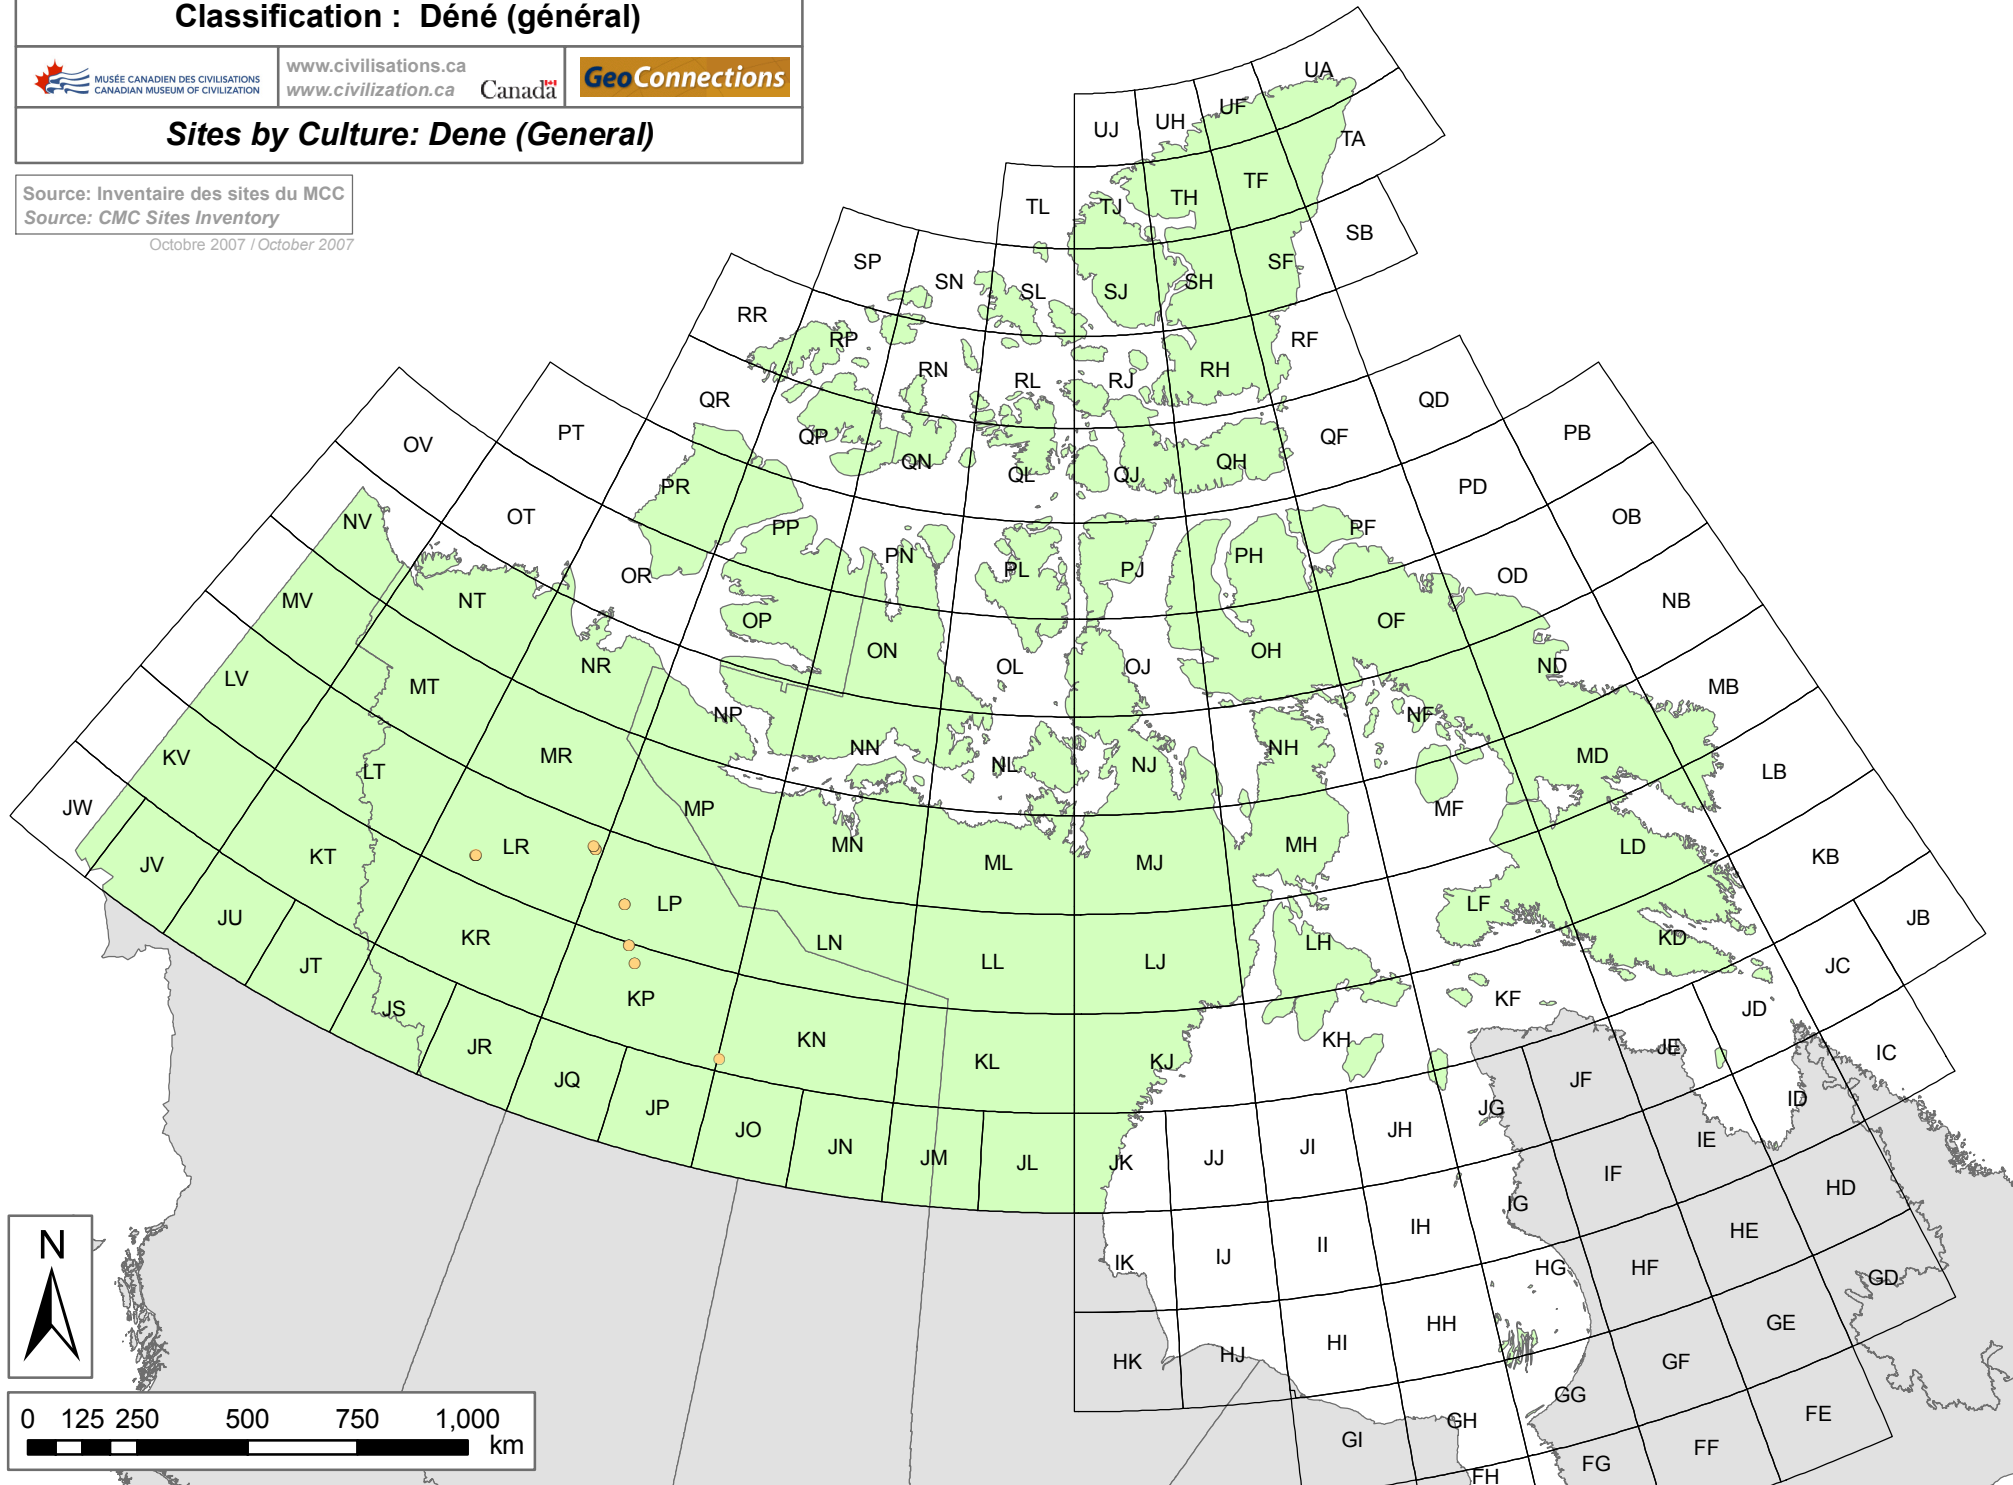 Classification : Déné (général)
MUSÉE CANADIEN DES CIVILISATIONS
CANADIAN MUSEUM OF CIVILIZATION
www.civilisations.ca
www.civilization.ca
Canada
GeoConnections
Sites by Culture: Dene (General)
Source: Inventaire des sites du MCC
Source: CMC Sites Inventory
Octobre 2007 / October 2007
UA
UJ UH UF TA
TL TJ TH TF
SP SN SL SJ SH SF SB
RR RP RN RL RJ RH RF
QR QP QN QL QJ QH QF QD
OV PT PR PP PN PL PJ PH PF PD PB
NV OT OR OP ON OL OJ OH OF OD OB
MV NT NR NP NN NL NJ NH NF ND NB
LV MT MR MP MN ML MJ MH MF MD MB
KV LT LR LP LN LL LJ LH LF LD LB
JW KT KR KP KN KL KJ KH KF KD KB
JV JU JT JS JR JQ JP JO JN JM JL JK JJ JI JH JG JF JE JD JC JB
IK IJ II IH IG IF IE ID IC
HK HJ HI HH HG HF HE HD
GI GH GG GF GE GD
FH FG FF FE
N
0 125 250 500 750 1,000
km